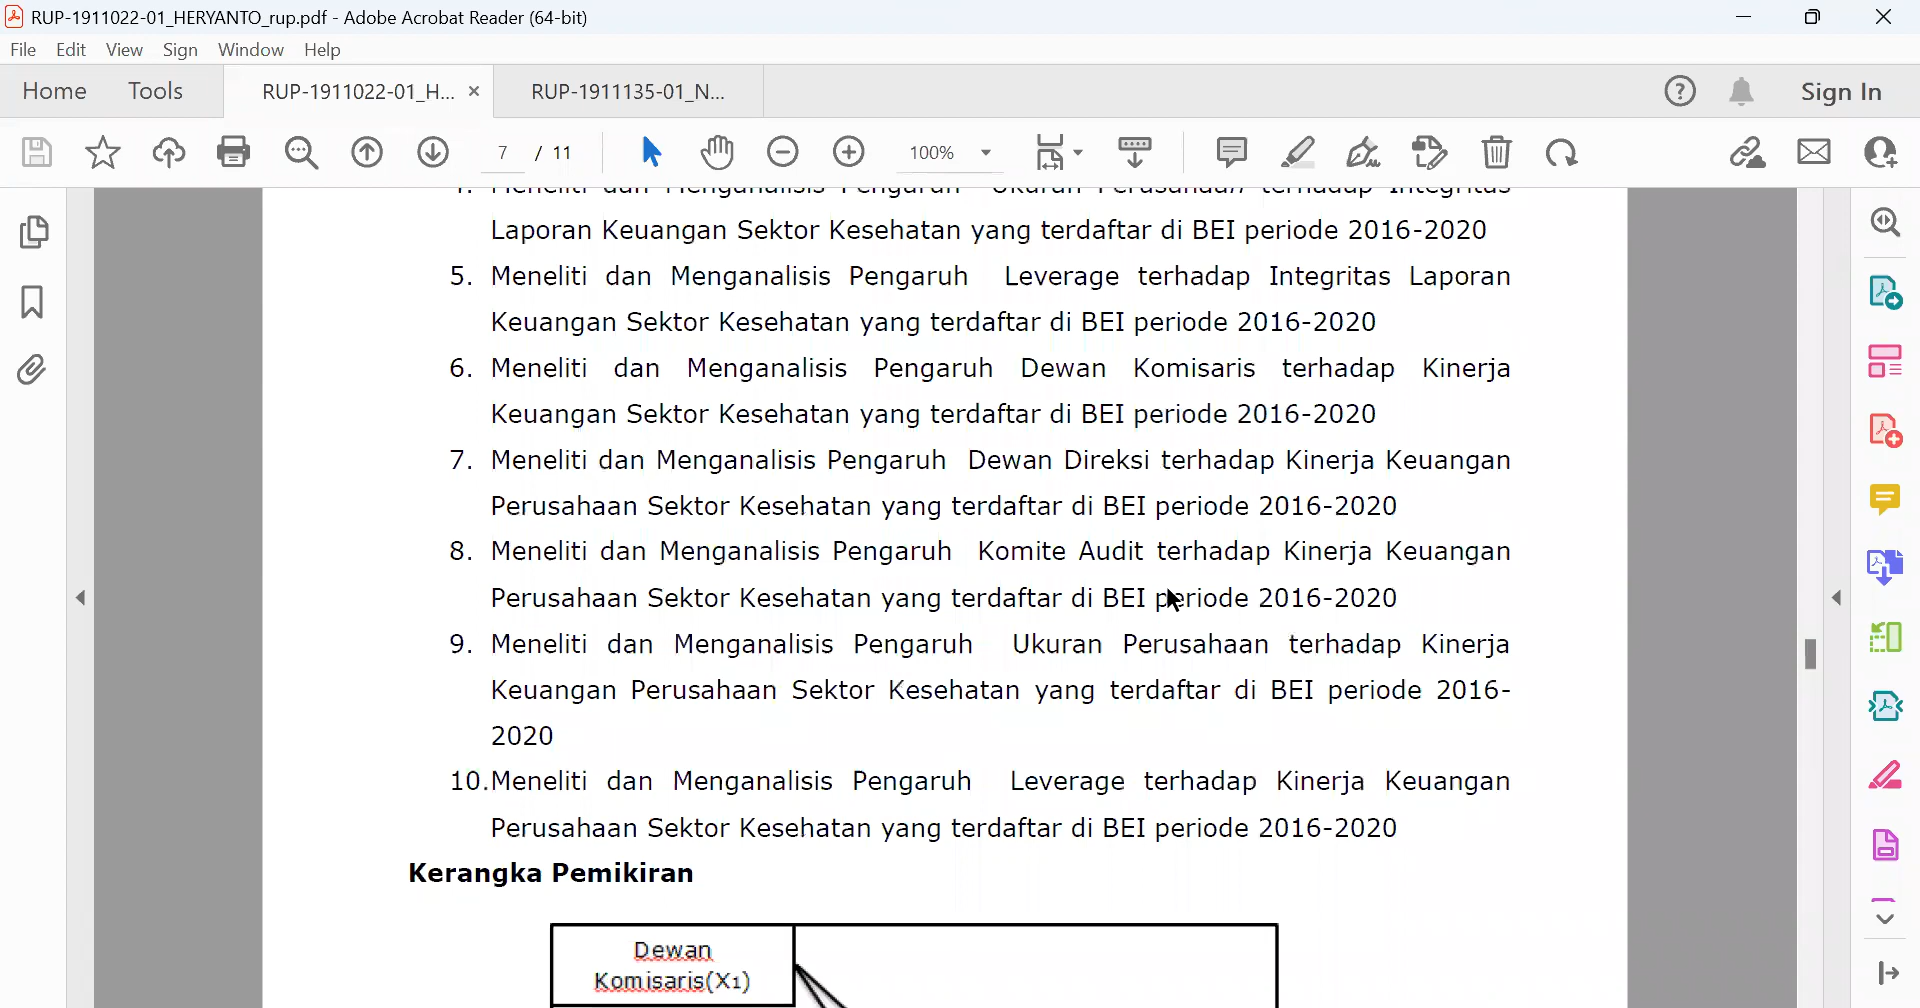 RUP-1911022-01_HERYANTO_rup.pdf - Adobe Acrobat Reader (64-bit)
File Edit View Sign Window Help
Home Tools RUP-1911022-01_H... × RUP-1911135-01_N... Sign In
7 / 11 100%
Meneliti dan Menganalisis Pengaruh Ukuran Perusahaan terhadap Integritas
Laporan Keuangan Sektor Kesehatan yang terdaftar di BEI periode 2016-2020
5. Meneliti dan Menganalisis Pengaruh Leverage terhadap Integritas Laporan
Keuangan Sektor Kesehatan yang terdaftar di BEI periode 2016-2020
6. Meneliti dan Menganalisis Pengaruh Dewan Komisaris terhadap Kinerja
Keuangan Sektor Kesehatan yang terdaftar di BEI periode 2016-2020
7. Meneliti dan Menganalisis Pengaruh Dewan Direksi terhadap Kinerja Keuangan
Perusahaan Sektor Kesehatan yang terdaftar di BEI periode 2016-2020
8. Meneliti dan Menganalisis Pengaruh Komite Audit terhadap Kinerja Keuangan
Perusahaan Sektor Kesehatan yang terdaftar di BEI periode 2016-2020
9. Meneliti dan Menganalisis Pengaruh Ukuran Perusahaan terhadap Kinerja
Keuangan Perusahaan Sektor Kesehatan yang terdaftar di BEI periode 2016-
2020
10.Meneliti dan Menganalisis Pengaruh Leverage terhadap Kinerja Keuangan
Perusahaan Sektor Kesehatan yang terdaftar di BEI periode 2016-2020
Kerangka Pemikiran
Dewan
Komisaris(X1)